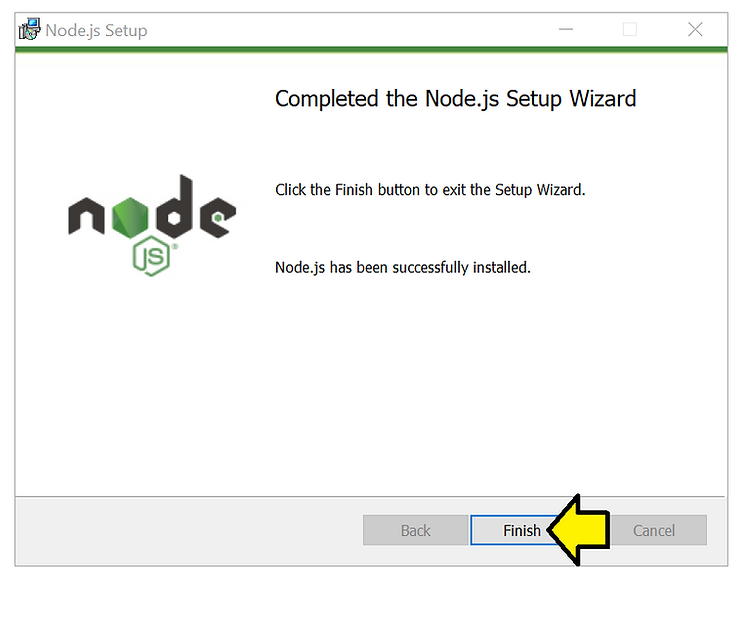 Node.js Setup
Completed the Node.js Setup Wizard
Click the Finish button to exit the Setup Wizard.
node
JS®
Node.js has been successfully installed.
Back Finish Cancel